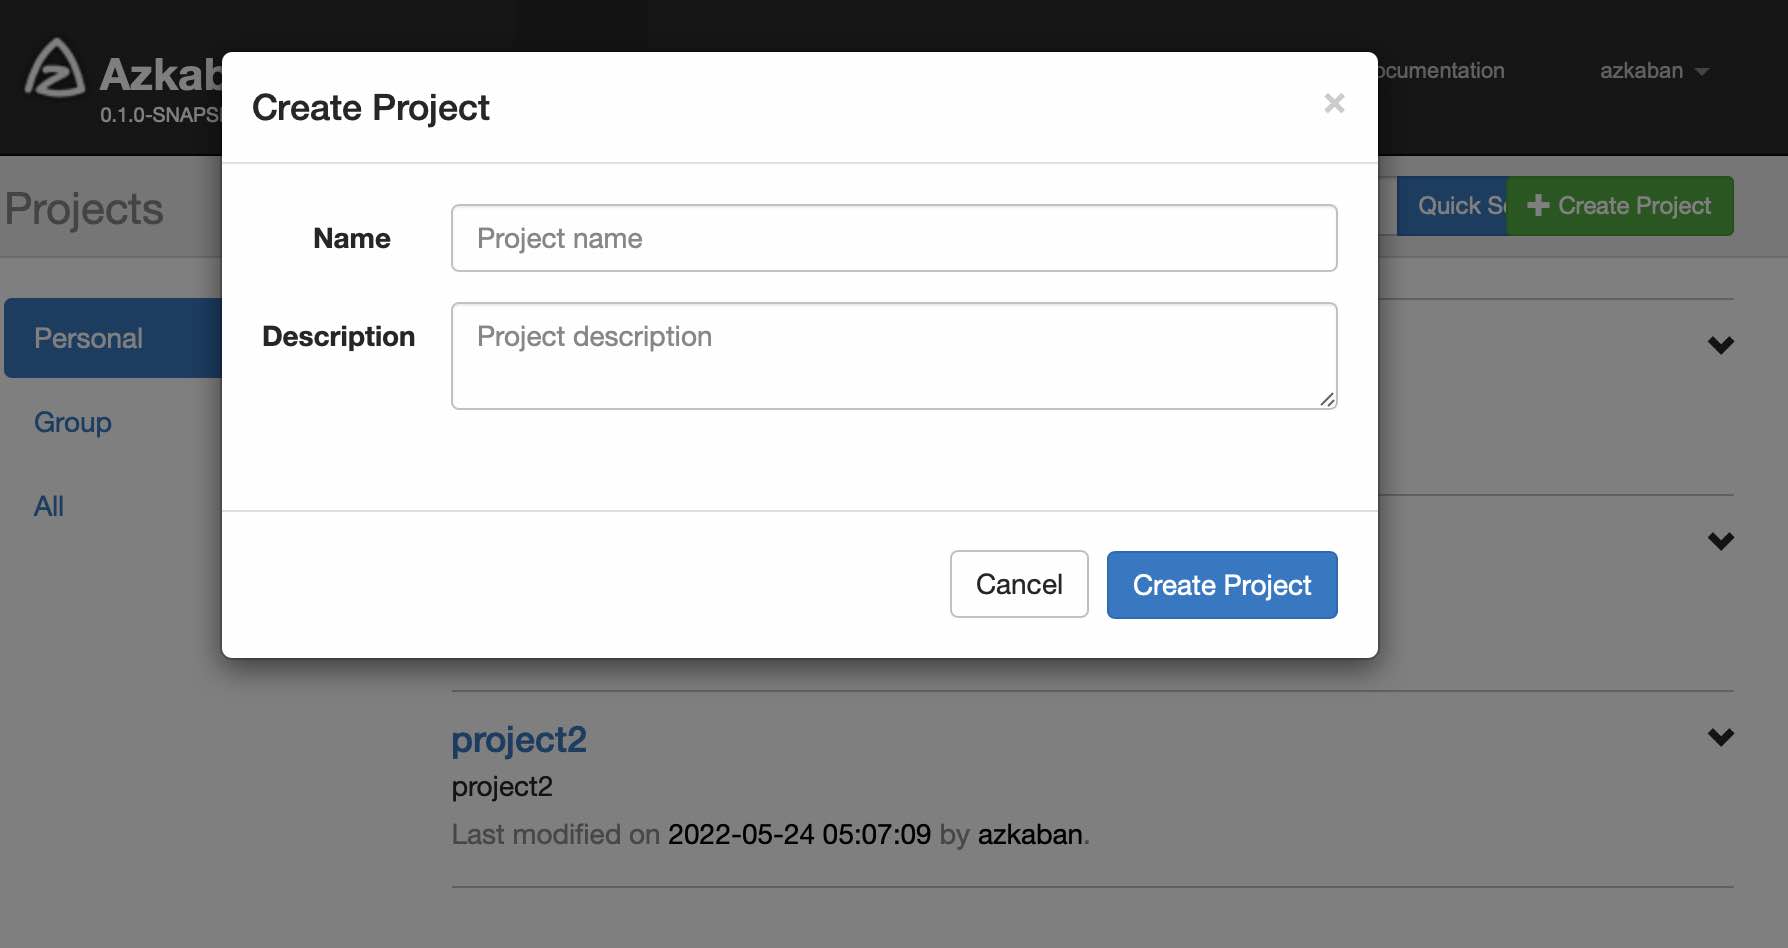 Azkab
0.1.0-SNAPS
ocumentation
azkaban
Create Project
×
Projects
Quick S
Create Project
Name
Project name
Description
Project description
Personal
Group
All
Cancel
Create Project
project2
project2
Last modified on 2022-05-24 05:07:09 by azkaban.